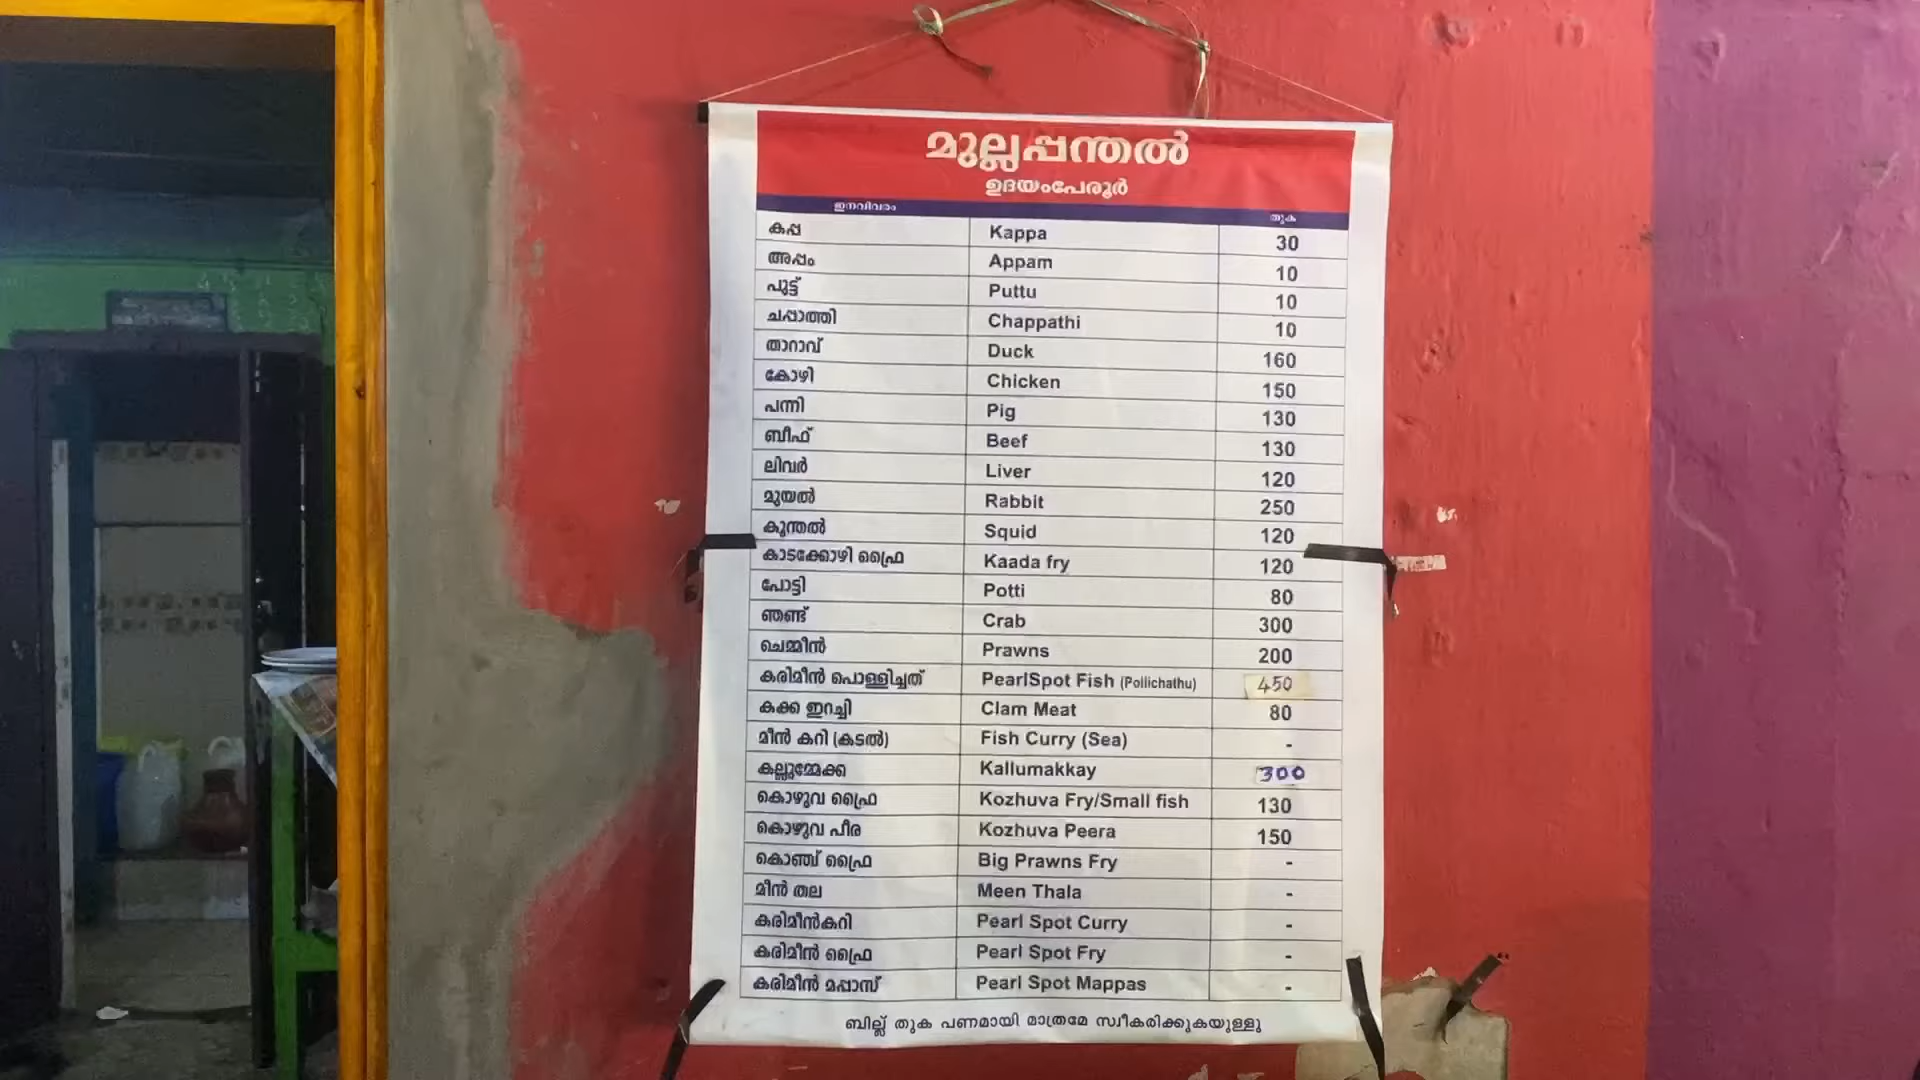 മുല്ലപ്പന്തൽ
ഉദയംപേരൂർ
ഇനവിവരം തുക
കപ്പ Kappa 30
അപ്പം Appam 10
പുട്ട് Puttu 10
ചപ്പാത്തി Chappathi 10
താറാവ് Duck 160
കോഴി Chicken 150
പന്നി Pig 130
ബീഫ് Beef 130
ലിവർ Liver 120
മുയൽ Rabbit 250
കൂന്തൽ Squid 120
കാടക്കോഴി ഫ്രൈ Kaada fry 120
പോട്ടി Potti 80
ഞണ്ട് Crab 300
ചെമ്മീൻ Prawns 200
കരിമീൻ പൊള്ളിച്ചത് PearlSpot Fish (Pollichathu) 450
കക്ക ഇറച്ചി Clam Meat 80
മീൻ കറി (കടൽ) Fish Curry (Sea) -
കല്ലുമ്മേക്ക Kallumakkay 300
കൊഴുവ ഫ്രൈ Kozhuva Fry/Small fish 130
കൊഴുവ പീര Kozhuva Peera 150
കൊഞ്ച് ഫ്രൈ Big Prawns Fry -
മീൻ തല Meen Thala -
കരിമീൻകറി Pearl Spot Curry -
കരിമീൻ ഫ്രൈ Pearl Spot Fry -
കരിമീൻ മപ്പാസ് Pearl Spot Mappas -
ബില്ല് തുക പണമായി മാത്രമേ സ്വീകരിക്കുകയുള്ളു